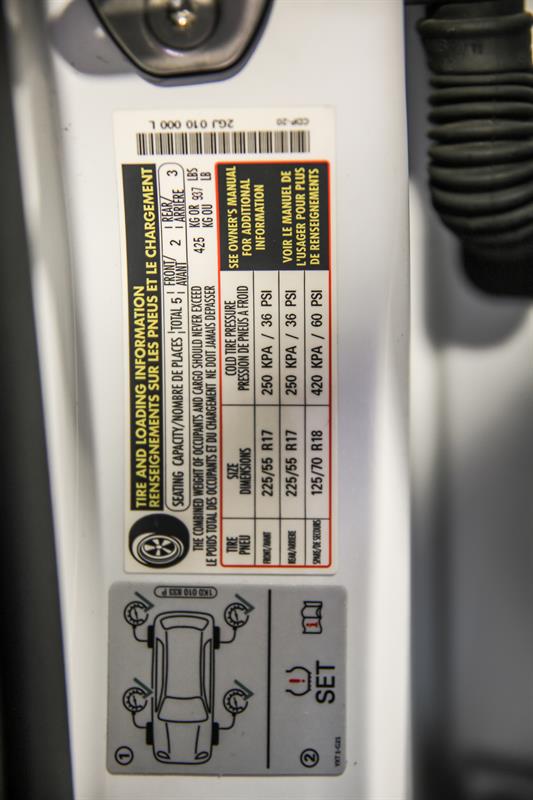 TIRE AND LOADING INFORMATION
RENSEIGNEMENTS SUR LES PNEUS ET LE CHARGEMENT
SEATING CAPACITY/NOMBRE DE PLACES TOTAL 5 FRONT/AVANT 2 REAR/ARRIÈRE 3
THE COMBINED WEIGHT OF OCCUPANTS AND CARGO SHOULD NEVER EXCEED 425 KG OR 937 LBS
LE POIDS TOTAL DES OCCUPANTS ET DU CHARGEMENT NE DOIT JAMAIS DEPASSER KG OU LB
TIRE
PNEU
SIZE
DIMENSIONS
COLD TIRE PRESSURE
PRESSION DE PNEUS A FROID
FRONT/AVANT 225/55 R17 250 KPA / 36 PSI
REAR/ARRIERE 225/55 R17 250 KPA / 36 PSI
SPARE/DE SECOURS 125/70 R18 420 KPA / 60 PSI
SEE OWNER'S MANUAL
FOR ADDITIONAL
INFORMATION
VOIR LE MANUEL DE
L'USAGER POUR PLUS
DE RENSEIGNEMENTS
2GJ 010 000 L
CDP-20
1
1K0 010 833 P
2
SET